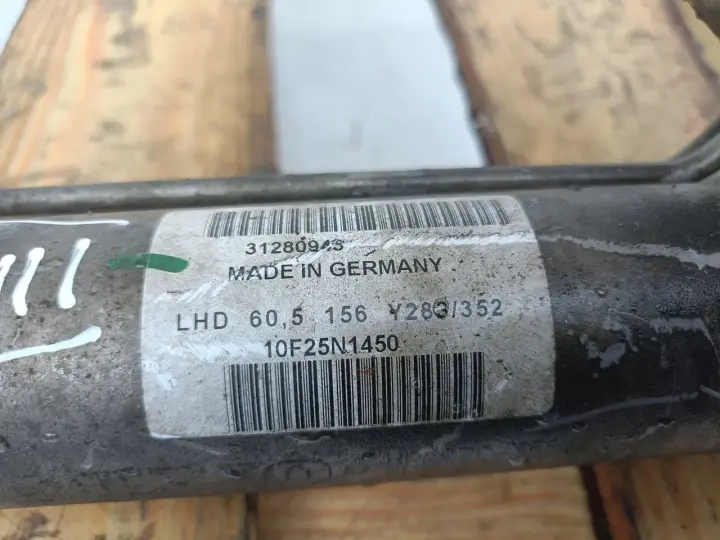 31280943
MADE IN GERMANY
LHD 60,5 156 Y283/352
10F25N1450